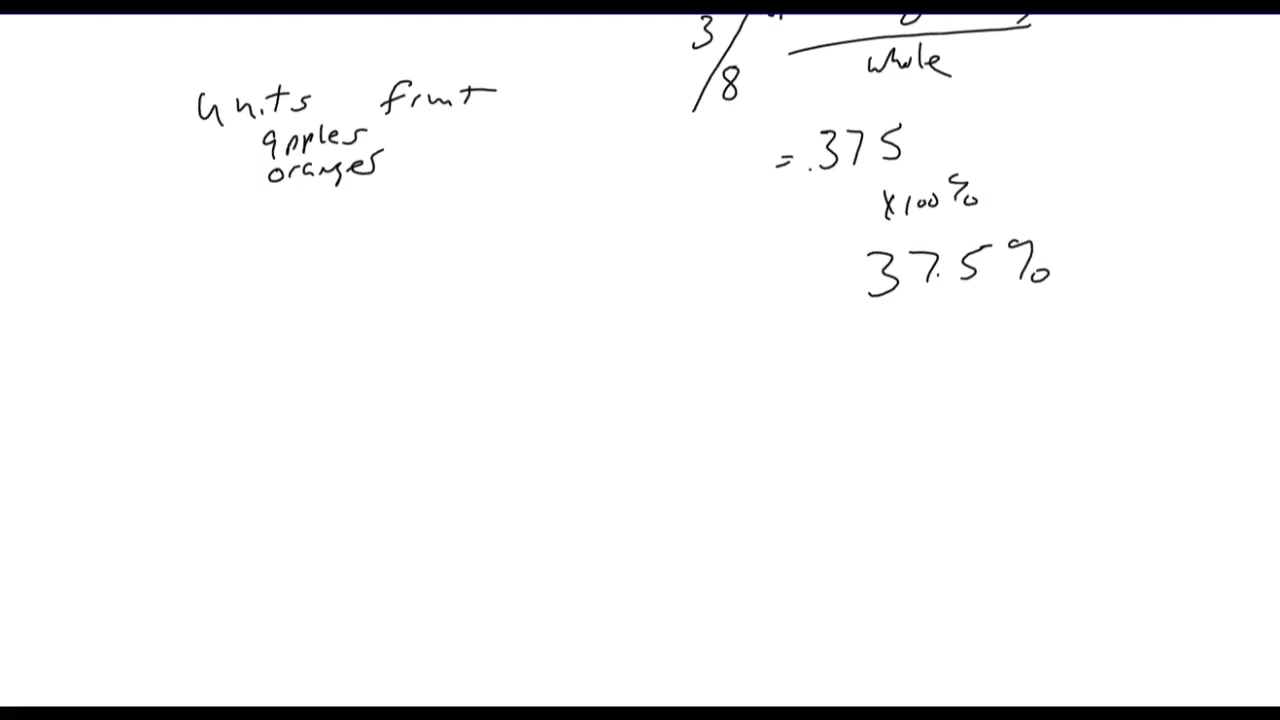 units fruit
apples
oranges
3/8
whole
= .375
x100%
37.5%